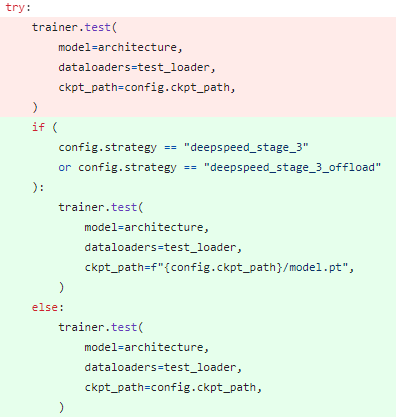 try:
    trainer.test(
        model=architecture,
        dataloaders=test_loader,
        ckpt_path=config.ckpt_path,
    )
    if (
        config.strategy == "deepspeed_stage_3"
        or config.strategy == "deepspeed_stage_3_offload"
    ):
        trainer.test(
            model=architecture,
            dataloaders=test_loader,
            ckpt_path=f"{config.ckpt_path}/model.pt",
        )
    else:
        trainer.test(
            model=architecture,
            dataloaders=test_loader,
            ckpt_path=config.ckpt_path,
        )